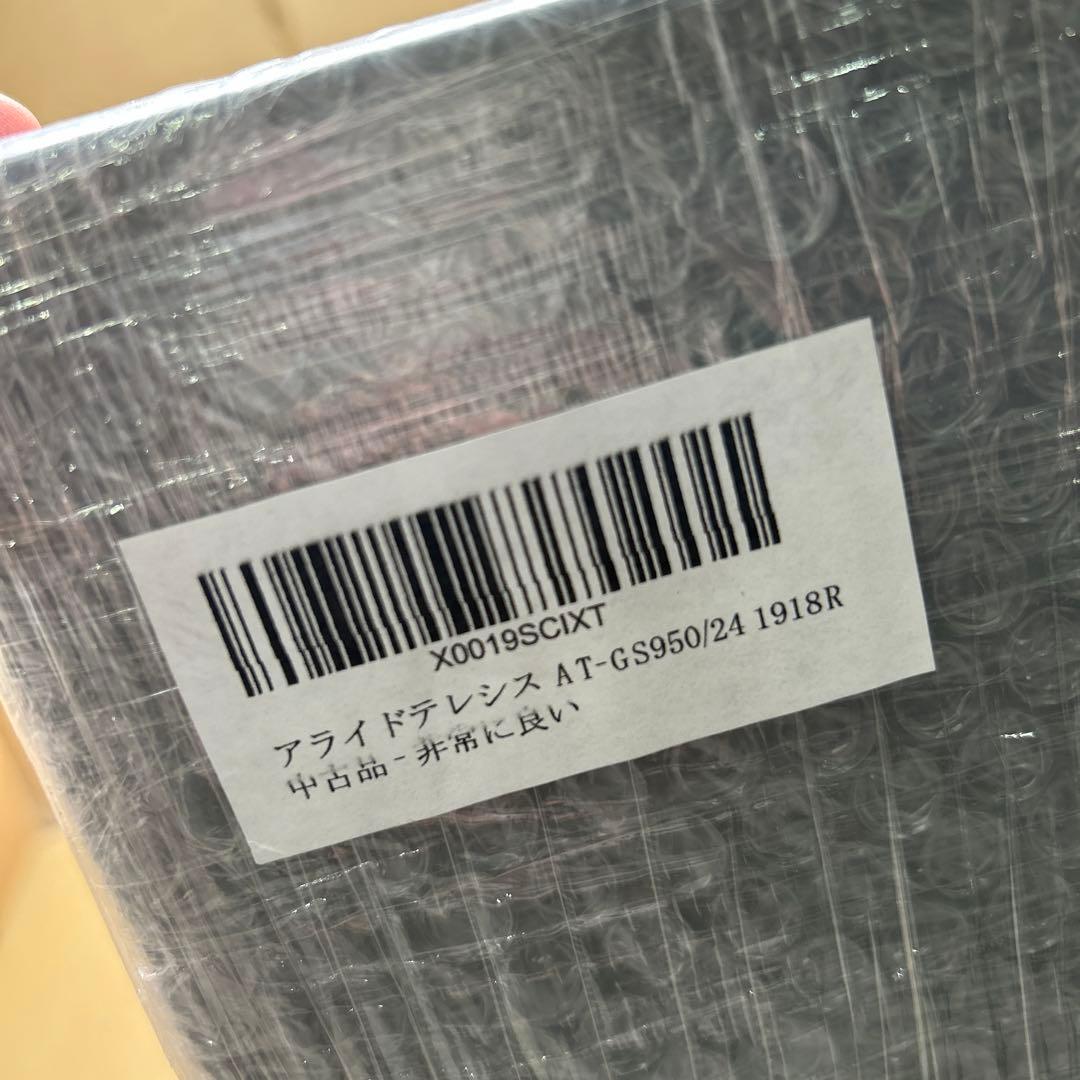 X0019SCIXT
アライドテレシス AT-GS950/24 1918R
中古品 - 非常に良い